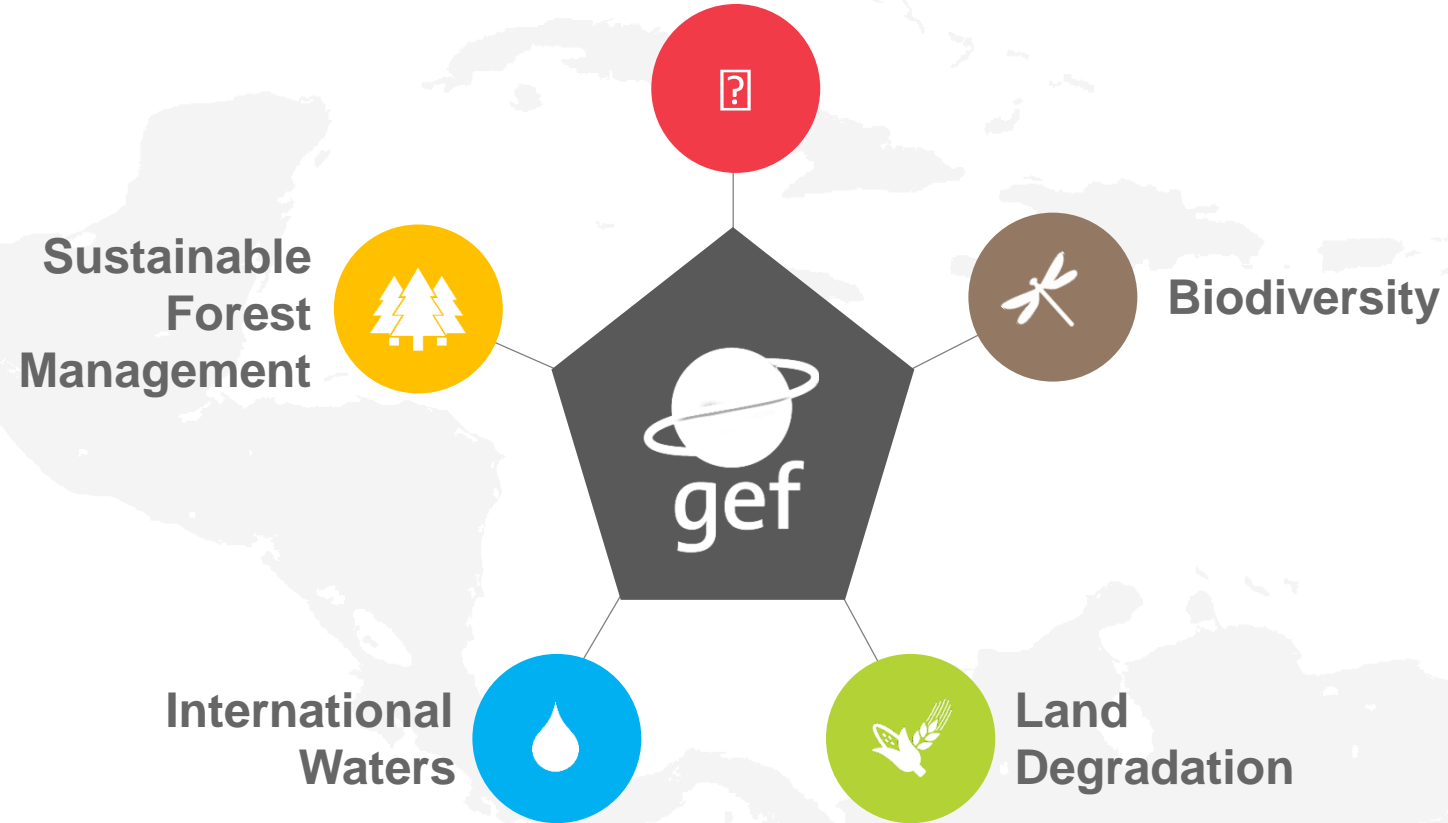 Sustainable
Forest
Management
Biodiversity
gef
International
Waters
Land
Degradation